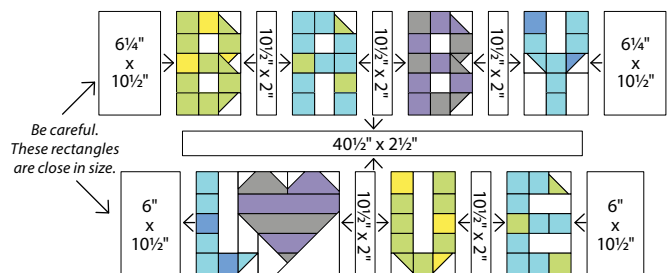 6¼"
x
10½"
10½" x 2"
10½" x 2"
10½" x 2"
6¼"
x
10½"
Be careful.
These rectangles
are close in size.
40½" x 2½"
6"
x
10½"
10½" x 2"
10½" x 2"
6"
x
10½"